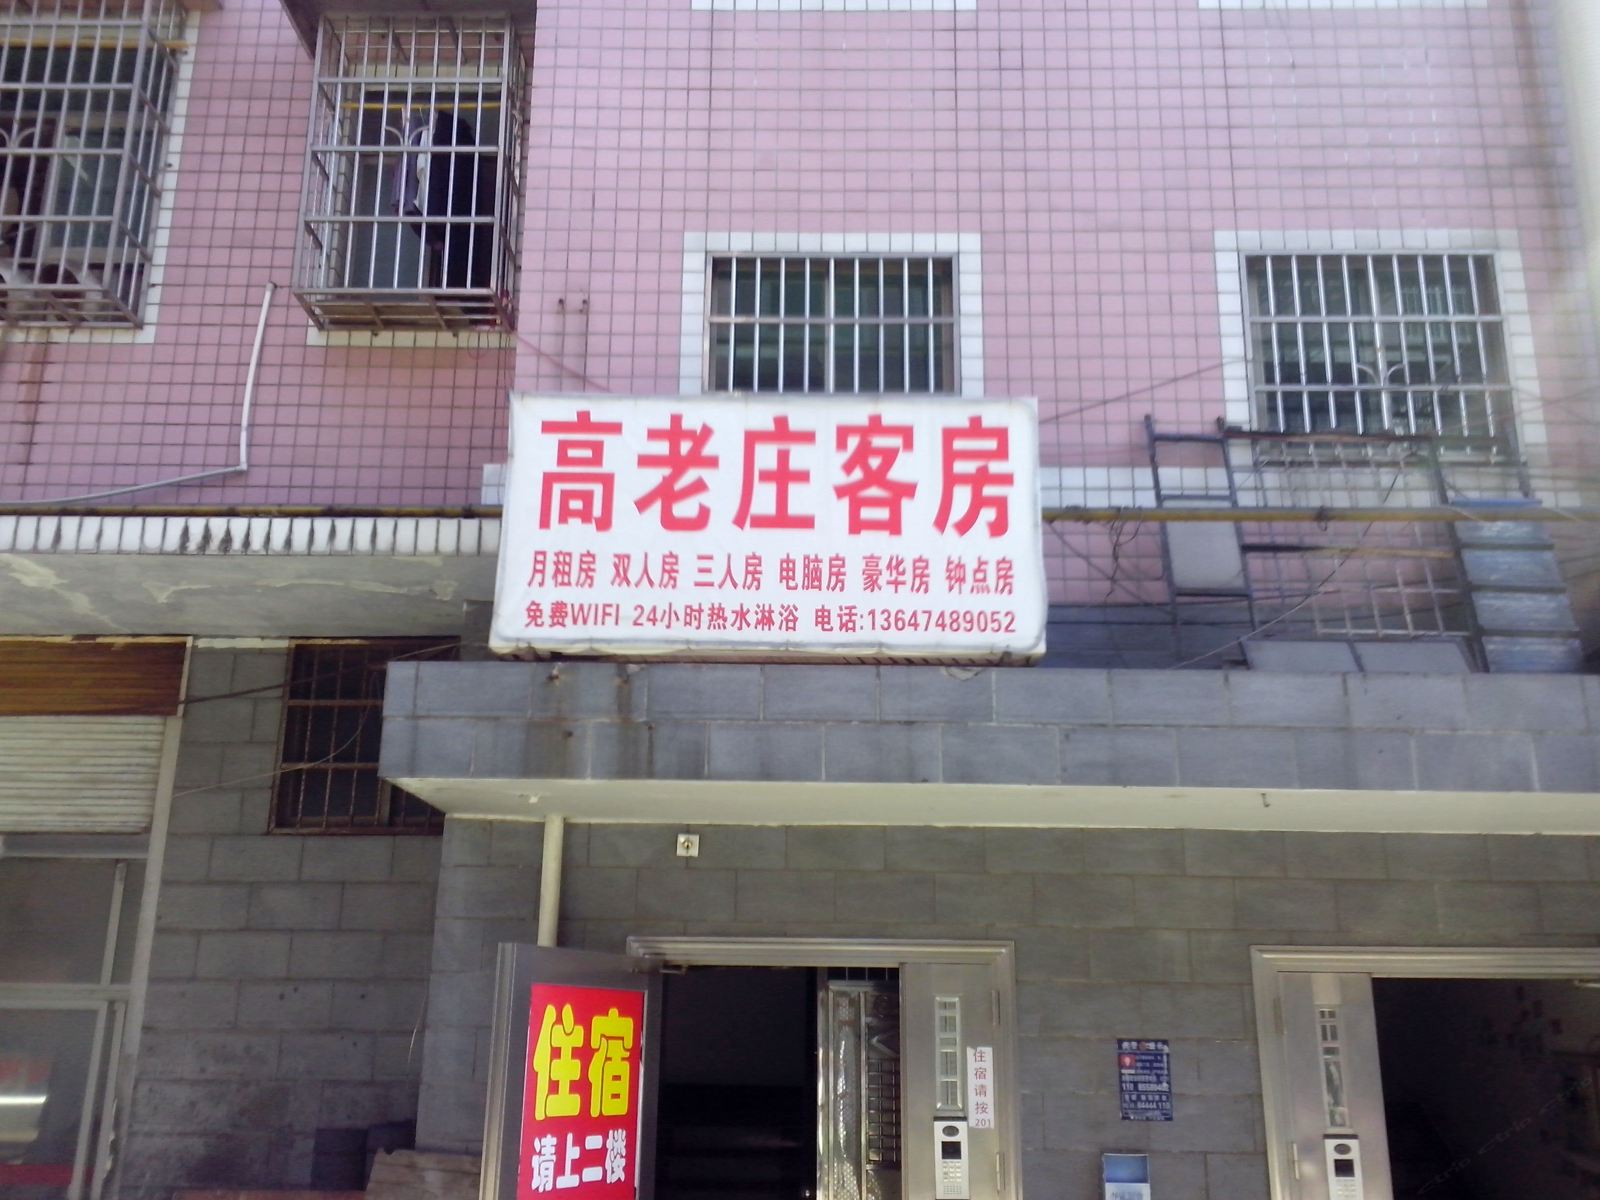 高老庄客房
月租房 双人房 三人房 电脑房 豪华房 钟点房
免费WIFI 24小时热水淋浴 电话:13647489052
住宿
请上二楼
住宿请按
201
110